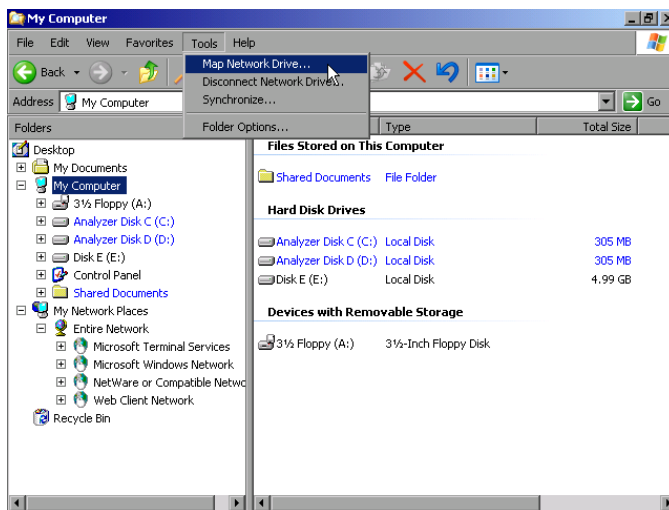 My Computer
File Edit View Favorites Tools Help
Map Network Drive...
Back
Disconnect Network Drive...
Synchronize...
Address My Computer
Go
Folder Options...
Folders
Type Total Size
Files Stored on This Computer
Shared Documents File Folder
Hard Disk Drives
Analyzer Disk C (C:) Local Disk 305 MB
Analyzer Disk D (D:) Local Disk 305 MB
Disk E (E:) Local Disk 4.99 GB
Devices with Removable Storage
3½ Floppy (A:) 3½-Inch Floppy Disk
Desktop
My Documents
My Computer
3½ Floppy (A:)
Analyzer Disk C (C:)
Analyzer Disk D (D:)
Disk E (E:)
Control Panel
Shared Documents
My Network Places
Entire Network
Microsoft Terminal Services
Microsoft Windows Network
NetWare or Compatible Netwo
Web Client Network
Recycle Bin